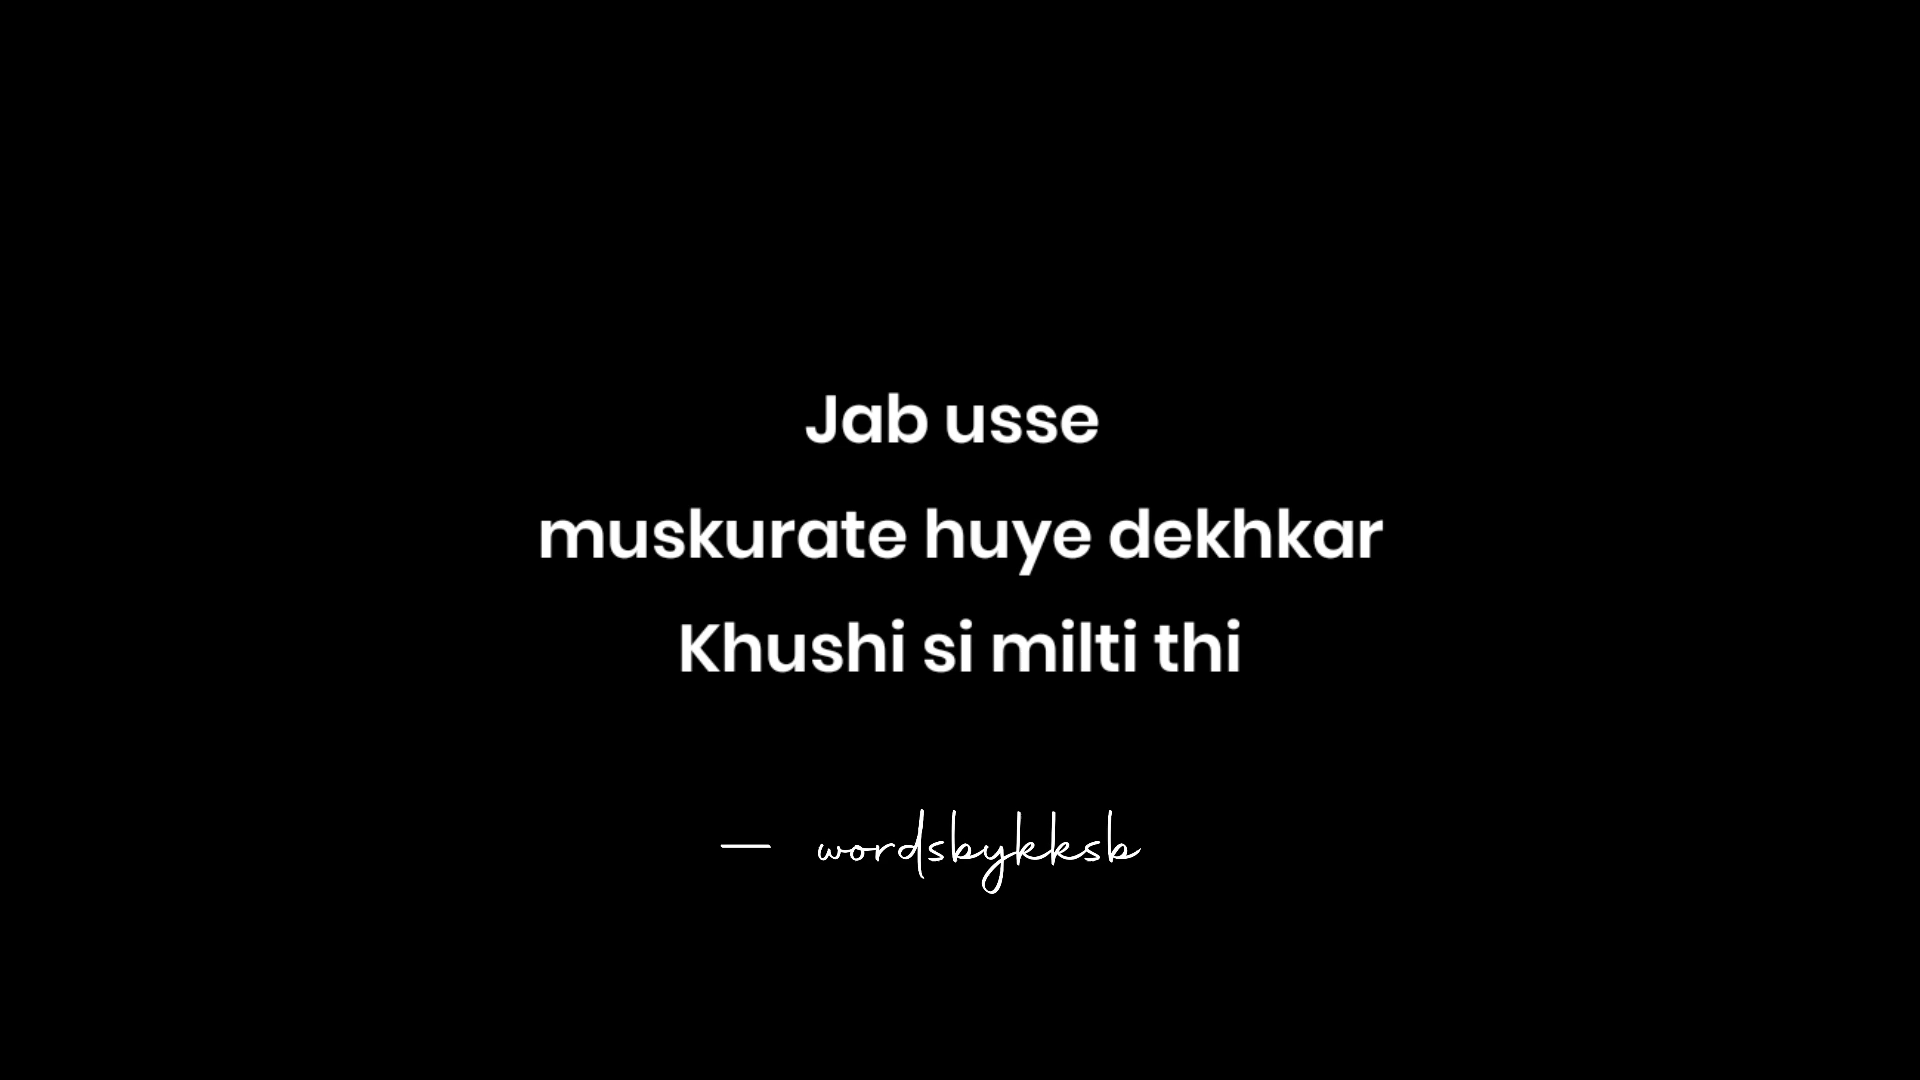 Jab usse
muskurate huye dekhkar
Khushi si milti thi
— wordsbykksb